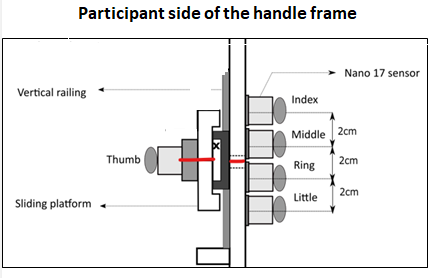 Participant side of the handle frame
Nano 17 sensor
Vertical railing
Index
Middle
2cm
Thumb
Ring
2cm
Little
2cm
Sliding platform
x